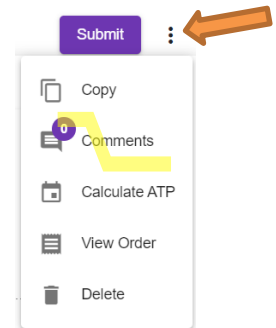 Submit
Copy
0
Comments
Calculate ATP
View Order
Delete